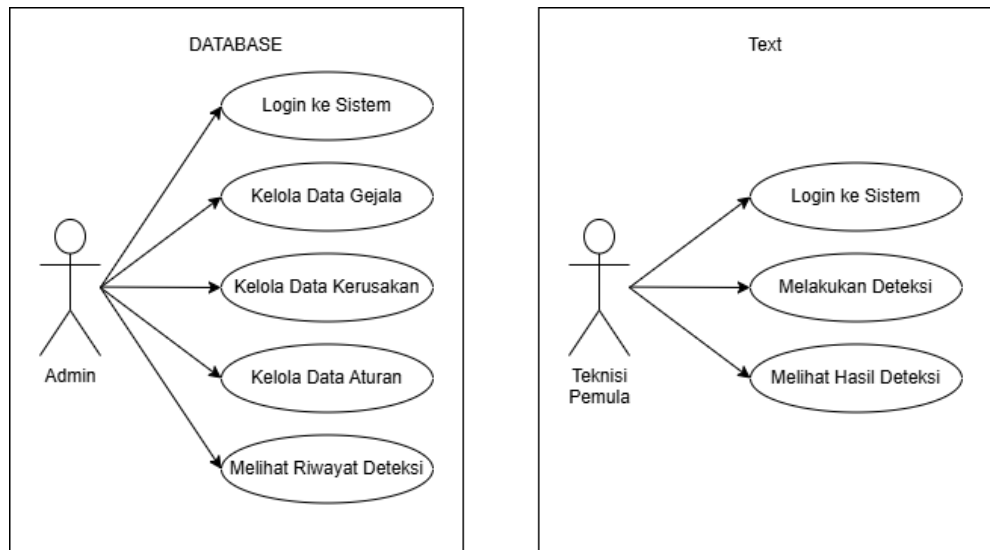 DATABASE
Login ke Sistem
Kelola Data Gejala
Kelola Data Kerusakan
Kelola Data Aturan
Melihat Riwayat Deteksi
Admin
Text
Login ke Sistem
Melakukan Deteksi
Melihat Hasil Deteksi
Teknisi
Pemula